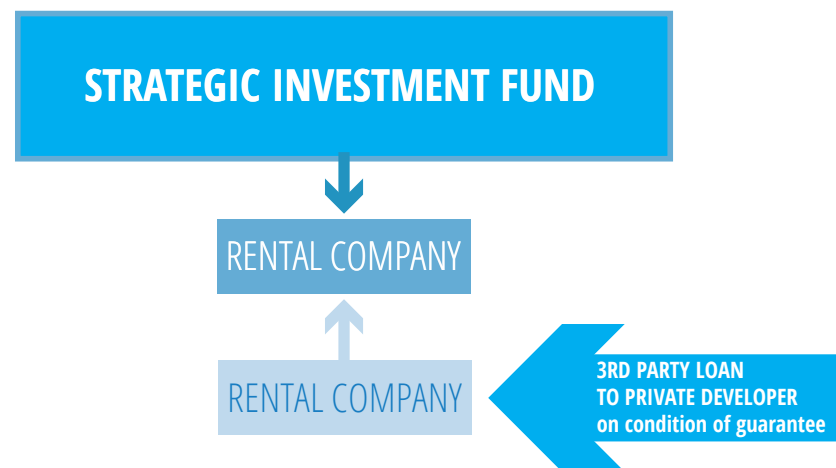 STRATEGIC INVESTMENT FUND
RENTAL COMPANY
RENTAL COMPANY
3RD PARTY LOAN
TO PRIVATE DEVELOPER
on condition of guarantee